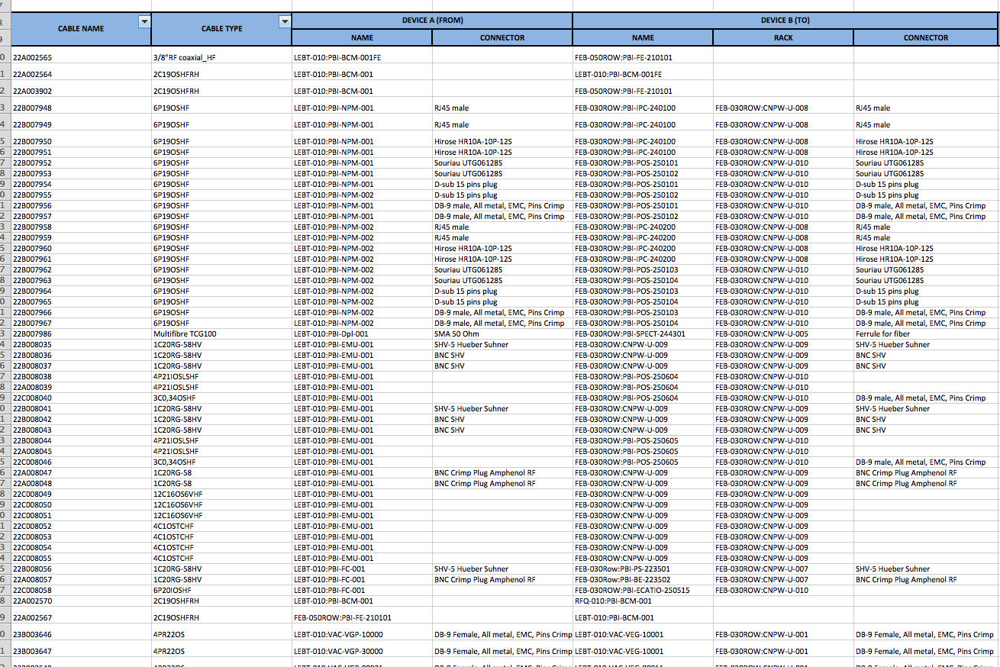 DEVICE A (FROM) DEVICE B (TO)
CABLE NAME CABLE TYPE
NAME CONNECTOR NAME RACK CONNECTOR
22A002565 3/8"RF coaxial_HF LEBT-010:PBI-BCM-001FE FEB-050ROW:PBI-FE-210101
22A002564 2C19OSHFRH LEBT-010:PBI-BCM-001 LEBT-010:PBI-BCM-001FE
22A003902 2C19OSHFRH LEBT-010:PBI-BCM-001 FEB-050ROW:PBI-FE-210101
22B007948 6P19OSHF LEBT-010:PBI-NPM-001 RJ45 male FEB-030ROW:PBI-IPC-240100 FEB-030ROW:CNPW-U-008 RJ45 male
22B007949 6P19OSHF LEBT-010:PBI-NPM-001 RJ45 male FEB-030ROW:PBI-IPC-240100 FEB-030ROW:CNPW-U-008 RJ45 male
22B007950 6P19OSHF LEBT-010:PBI-NPM-001 Hirose HR10A-10P-12S FEB-030ROW:PBI-IPC-240100 FEB-030ROW:CNPW-U-008 Hirose HR10A-10P-12S
22B007951 6P19OSHF LEBT-010:PBI-NPM-001 Hirose HR10A-10P-12S FEB-030ROW:PBI-IPC-240100 FEB-030ROW:CNPW-U-008 Hirose HR10A-10P-12S
22B007952 6P19OSHF LEBT-010:PBI-NPM-001 Souriau UTG06128S FEB-030ROW:PBI-POS-250101 FEB-030ROW:CNPW-U-010 Souriau UTG06128S
22B007953 6P19OSHF LEBT-010:PBI-NPM-001 Souriau UTG06128S FEB-030ROW:PBI-POS-250102 FEB-030ROW:CNPW-U-010 Souriau UTG06128S
22B007954 6P19OSHF LEBT-010:PBI-NPM-001 D-sub 15 pins plug FEB-030ROW:PBI-POS-250101 FEB-030ROW:CNPW-U-010 D-sub 15 pins plug
22B007955 6P19OSHF LEBT-010:PBI-NPM-001 D-sub 15 pins plug FEB-030ROW:PBI-POS-250102 FEB-030ROW:CNPW-U-010 D-sub 15 pins plug
22B007956 6P19OSHF LEBT-010:PBI-NPM-001 DB-9 male, All metal, EMC, Pins Crimp FEB-030ROW:PBI-POS-250101 FEB-030ROW:CNPW-U-010 DB-9 male, All metal, EMC, Pins Crimp
22B007957 6P19OSHF LEBT-010:PBI-NPM-001 DB-9 male, All metal, EMC, Pins Crimp FEB-030ROW:PBI-POS-250102 FEB-030ROW:CNPW-U-010 DB-9 male, All metal, EMC, Pins Crimp
22B007958 6P19OSHF LEBT-010:PBI-NPM-002 RJ45 male FEB-030ROW:PBI-IPC-240200 FEB-030ROW:CNPW-U-008 RJ45 male
22B007959 6P19OSHF LEBT-010:PBI-NPM-002 RJ45 male FEB-030ROW:PBI-IPC-240200 FEB-030ROW:CNPW-U-008 RJ45 male
22B007960 6P19OSHF LEBT-010:PBI-NPM-002 Hirose HR10A-10P-12S FEB-030ROW:PBI-IPC-240200 FEB-030ROW:CNPW-U-008 Hirose HR10A-10P-12S
22B007961 6P19OSHF LEBT-010:PBI-NPM-002 Hirose HR10A-10P-12S FEB-030ROW:PBI-IPC-240200 FEB-030ROW:CNPW-U-008 Hirose HR10A-10P-12S
22B007962 6P19OSHF LEBT-010:PBI-NPM-002 Souriau UTG06128S FEB-030ROW:PBI-POS-250103 FEB-030ROW:CNPW-U-010 Souriau UTG06128S
22B007963 6P19OSHF LEBT-010:PBI-NPM-002 Souriau UTG06128S FEB-030ROW:PBI-POS-250104 FEB-030ROW:CNPW-U-010 Souriau UTG06128S
22B007964 6P19OSHF LEBT-010:PBI-NPM-002 D-sub 15 pins plug FEB-030ROW:PBI-POS-250103 FEB-030ROW:CNPW-U-010 D-sub 15 pins plug
22B007965 6P19OSHF LEBT-010:PBI-NPM-002 D-sub 15 pins plug FEB-030ROW:PBI-POS-250104 FEB-030ROW:CNPW-U-010 D-sub 15 pins plug
22B007966 6P19OSHF LEBT-010:PBI-NPM-002 DB-9 male, All metal, EMC, Pins Crimp FEB-030ROW:PBI-POS-250103 FEB-030ROW:CNPW-U-010 DB-9 male, All metal, EMC, Pins Crimp
22B007967 6P19OSHF LEBT-010:PBI-NPM-002 DB-9 male, All metal, EMC, Pins Crimp FEB-030ROW:PBI-POS-250104 FEB-030ROW:CNPW-U-010 DB-9 male, All metal, EMC, Pins Crimp
22B007986 Multifibre TCG100 LEBT-010:PBI-Dpl-001 SMA 50 Ohm FEB-030ROW:PBI-SPECT-244301 FEB-030ROW:CNPW-U-005 Ferrule for fiber
22B008035 1C20RG-58HV LEBT-010:PBI-EMU-001 SHV-5 Hueber Suhner FEB-030ROW:CNPW-U-009 FEB-030ROW:CNPW-U-009 SHV-5 Hueber Suhner
22B008036 1C20RG-58HV LEBT-010:PBI-EMU-001 BNC SHV FEB-030ROW:CNPW-U-009 FEB-030ROW:CNPW-U-009 BNC SHV
22B008037 1C20RG-58HV LEBT-010:PBI-EMU-001 BNC SHV FEB-030ROW:CNPW-U-009 FEB-030ROW:CNPW-U-009 BNC SHV
22B008038 4P21IOSLSHF LEBT-010:PBI-EMU-001 FEB-030ROW:PBI-POS-250604 FEB-030ROW:CNPW-U-010
22A008039 4P21IOSLSHF LEBT-010:PBI-EMU-001 FEB-030ROW:PBI-POS-250604 FEB-030ROW:CNPW-U-010
22C008040 3C0,34OSHF LEBT-010:PBI-EMU-001 FEB-030ROW:PBI-POS-250604 FEB-030ROW:CNPW-U-010 DB-9 male, All metal, EMC, Pins Crimp
22B008041 1C20RG-58HV LEBT-010:PBI-EMU-001 SHV-5 Hueber Suhner FEB-030ROW:CNPW-U-009 FEB-030ROW:CNPW-U-009 SHV-5 Hueber Suhner
22B008042 1C20RG-58HV LEBT-010:PBI-EMU-001 BNC SHV FEB-030ROW:CNPW-U-009 FEB-030ROW:CNPW-U-009 BNC SHV
22B008043 1C20RG-58HV LEBT-010:PBI-EMU-001 BNC SHV FEB-030ROW:CNPW-U-009 FEB-030ROW:CNPW-U-009 BNC SHV
22B008044 4P21IOSLSHF LEBT-010:PBI-EMU-001 FEB-030ROW:PBI-POS-250605 FEB-030ROW:CNPW-U-010
22A008045 4P21IOSLSHF LEBT-010:PBI-EMU-001 FEB-030ROW:PBI-POS-250605 FEB-030ROW:CNPW-U-010
22C008046 3C0,34OSHF LEBT-010:PBI-EMU-001 FEB-030ROW:PBI-POS-250605 FEB-030ROW:CNPW-U-010 DB-9 male, All metal, EMC, Pins Crimp
22A008047 1C20RG-58 LEBT-010:PBI-EMU-001 BNC Crimp Plug Amphenol RF FEB-030ROW:CNPW-U-009 FEB-030ROW:CNPW-U-009 BNC Crimp Plug Amphenol RF
22A008048 1C20RG-58 LEBT-010:PBI-EMU-001 BNC Crimp Plug Amphenol RF FEB-030ROW:CNPW-U-009 FEB-030ROW:CNPW-U-009 BNC Crimp Plug Amphenol RF
22C008049 12C16OS6VHF LEBT-010:PBI-EMU-001 FEB-030ROW:CNPW-U-009 FEB-030ROW:CNPW-U-009
22C008050 12C16OS6VHF LEBT-010:PBI-EMU-001 FEB-030ROW:CNPW-U-009 FEB-030ROW:CNPW-U-009
22C008051 12C16OS6VHF LEBT-010:PBI-EMU-001 FEB-030ROW:CNPW-U-009 FEB-030ROW:CNPW-U-009
22C008052 4C1OSTCHF LEBT-010:PBI-EMU-001 FEB-030ROW:CNPW-U-009 FEB-030ROW:CNPW-U-009
22C008053 4C1OSTCHF LEBT-010:PBI-EMU-001 FEB-030ROW:CNPW-U-009 FEB-030ROW:CNPW-U-009
22C008054 4C1OSTCHF LEBT-010:PBI-EMU-001 FEB-030ROW:CNPW-U-009 FEB-030ROW:CNPW-U-009
22C008055 4C1OSTCHF LEBT-010:PBI-EMU-001 FEB-030ROW:CNPW-U-009 FEB-030ROW:CNPW-U-009
22B008056 1C20RG-58HV LEBT-010:PBI-FC-001 SHV-5 Hueber Suhner FEB-030Row:PBI-PS-223501 FEB-030ROW:CNPW-U-007 SHV-5 Hueber Suhner
22A008057 1C20RG-58HV LEBT-010:PBI-FC-001 BNC Crimp Plug Amphenol RF FEB-030Row:PBI-BE-223502 FEB-030ROW:CNPW-U-007 BNC Crimp Plug Amphenol RF
22C008058 6P20IOSHF LEBT-010:PBI-FC-001 FEB-030ROW:PBI-ECATIO-250515 FEB-030ROW:CNPW-U-010
22A002570 2C19OSHFRH LEBT-010:PBI-BCM-001 RFQ-010:PBI-BCM-001
22A002567 2C19OSHFRH FEB-050ROW:PBI-FE-210101 LEBT-010:PBI-BCM-001
23B003646 4PR22OS LEBT-010:VAC-VGP-10000 DB-9 Female, All metal, EMC, Pins Crimp LEBT-010:VAC-VEG-10001 FEB-030ROW:CNPW-U-001 DB-9 Female, All metal, EMC, Pins Crimp
23B003647 4PR22OS LEBT-010:VAC-VGP-30000 DB-9 Female, All metal, EMC, Pins Crimp LEBT-010:VAC-VEG-10001 FEB-030ROW:CNPW-U-001 DB-9 Female, All metal, EMC, Pins Crimp